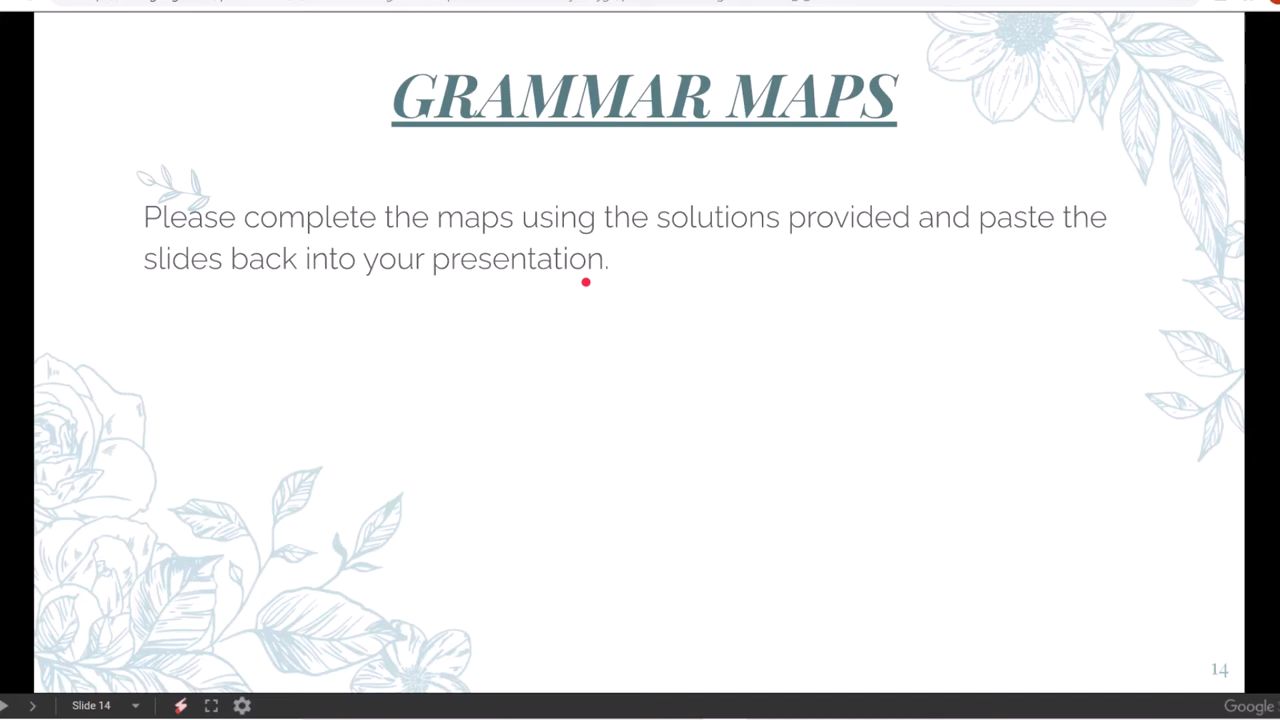 GRAMMAR MAPS
Please complete the maps using the solutions provided and paste the
slides back into your presentation.
14
Slide 14
Google